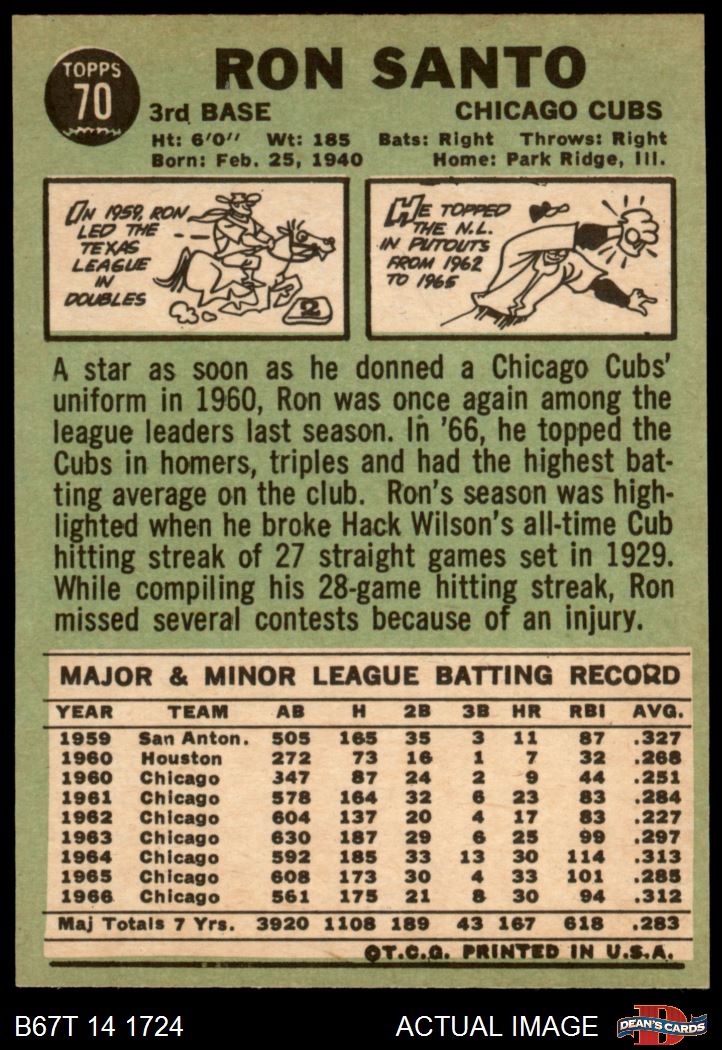 TOPPS
70
RON SANTO
3rd BASE CHICAGO CUBS
Ht: 6'0" Wt: 185 Bats: Right Throws: Right
Born: Feb. 25, 1940 Home: Park Ridge, Ill.
IN 1959, RON
LED THE
TEXAS
LEAGUE
IN
DOUBLES
2
HE TOPPED
THE N.L.
IN PUTOUTS
FROM 1962
TO 1965
A star as soon as he donned a Chicago Cubs'
uniform in 1960, Ron was once again among the
league leaders last season. In '66, he topped the
Cubs in homers, triples and had the highest bat-
ting average on the club. Ron's season was high-
lighted when he broke Hack Wilson's all-time Cub
hitting streak of 27 straight games set in 1929.
While compiling his 28-game hitting streak, Ron
missed several contests because of an injury.
MAJOR & MINOR LEAGUE BATTING RECORD
YEAR TEAM AB H 2B 3B HR RBI AVG.
1959 San Anton. 505 165 35 3 11 87 .327
1960 Houston 272 73 16 1 7 32 .268
1960 Chicago 347 87 24 2 9 44 .251
1961 Chicago 578 164 32 6 23 83 .284
1962 Chicago 604 137 20 4 17 83 .227
1963 Chicago 630 187 29 6 25 99 .297
1964 Chicago 592 185 33 13 30 114 .313
1965 Chicago 608 173 30 4 33 101 .285
1966 Chicago 561 175 21 8 30 94 .312
Maj Totals 7 Yrs. 3920 1108 189 43 167 618 .283
©T.C.G. PRINTED IN U.S.A.
B67T 14 1724 ACTUAL IMAGE D DEAN'S CARDS